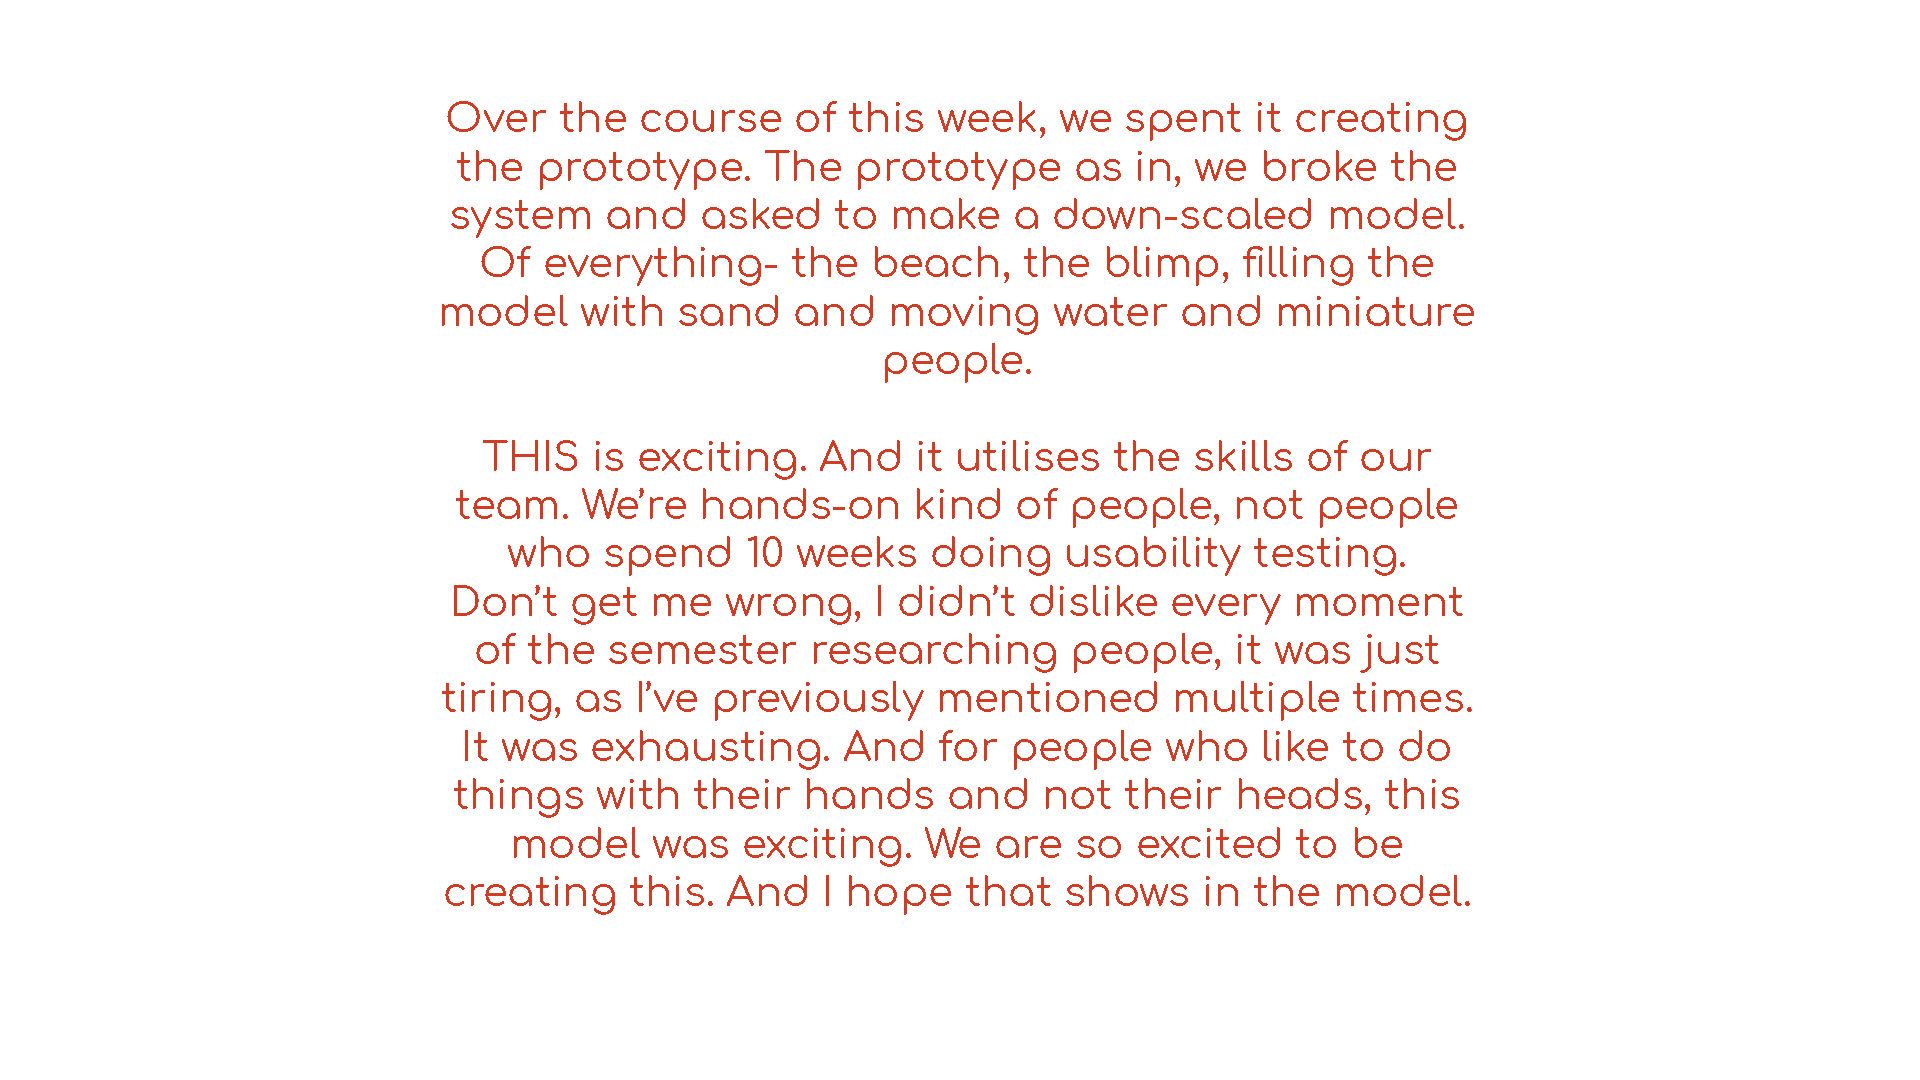 Over the course of this week, we spent it creating
the prototype. The prototype as in, we broke the
system and asked to make a down-scaled model.
Of everything- the beach, the blimp, filling the
model with sand and moving water and miniature
people.
THIS is exciting. And it utilises the skills of our
team. We’re hands-on kind of people, not people
who spend 10 weeks doing usability testing.
Don’t get me wrong, I didn’t dislike every moment
of the semester researching people, it was just
tiring, as I’ve previously mentioned multiple times.
It was exhausting. And for people who like to do
things with their hands and not their heads, this
model was exciting. We are so excited to be
creating this. And I hope that shows in the model.